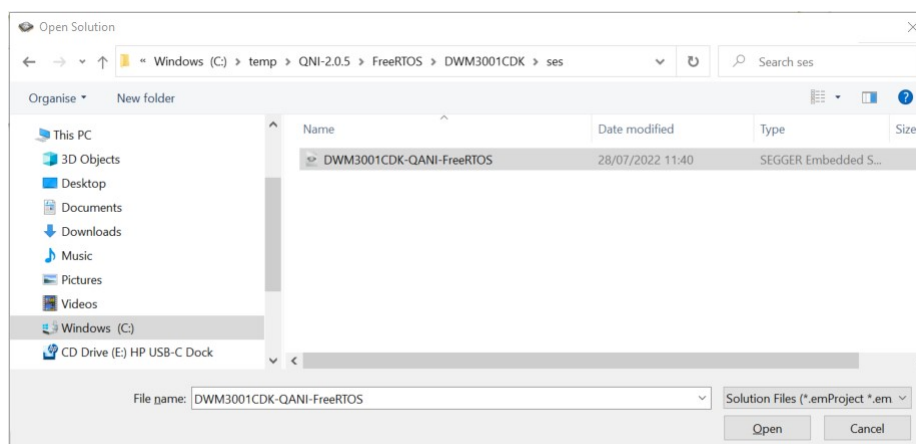 Open Solution
« Windows (C:) › temp › QNI-2.0.5 › FreeRTOS › DWM3001CDK › ses
Search ses
Organise
New folder
This PC
3D Objects
Desktop
Documents
Downloads
Music
Pictures
Videos
Windows (C:)
CD Drive (E:) HP USB-C Dock
Name Date modified Type Size
DWM3001CDK-QANI-FreeRTOS 28/07/2022 11:40 SEGGER Embedded S...
File name: DWM3001CDK-QANI-FreeRTOS
Solution Files (*.emProject *.em
Open Cancel